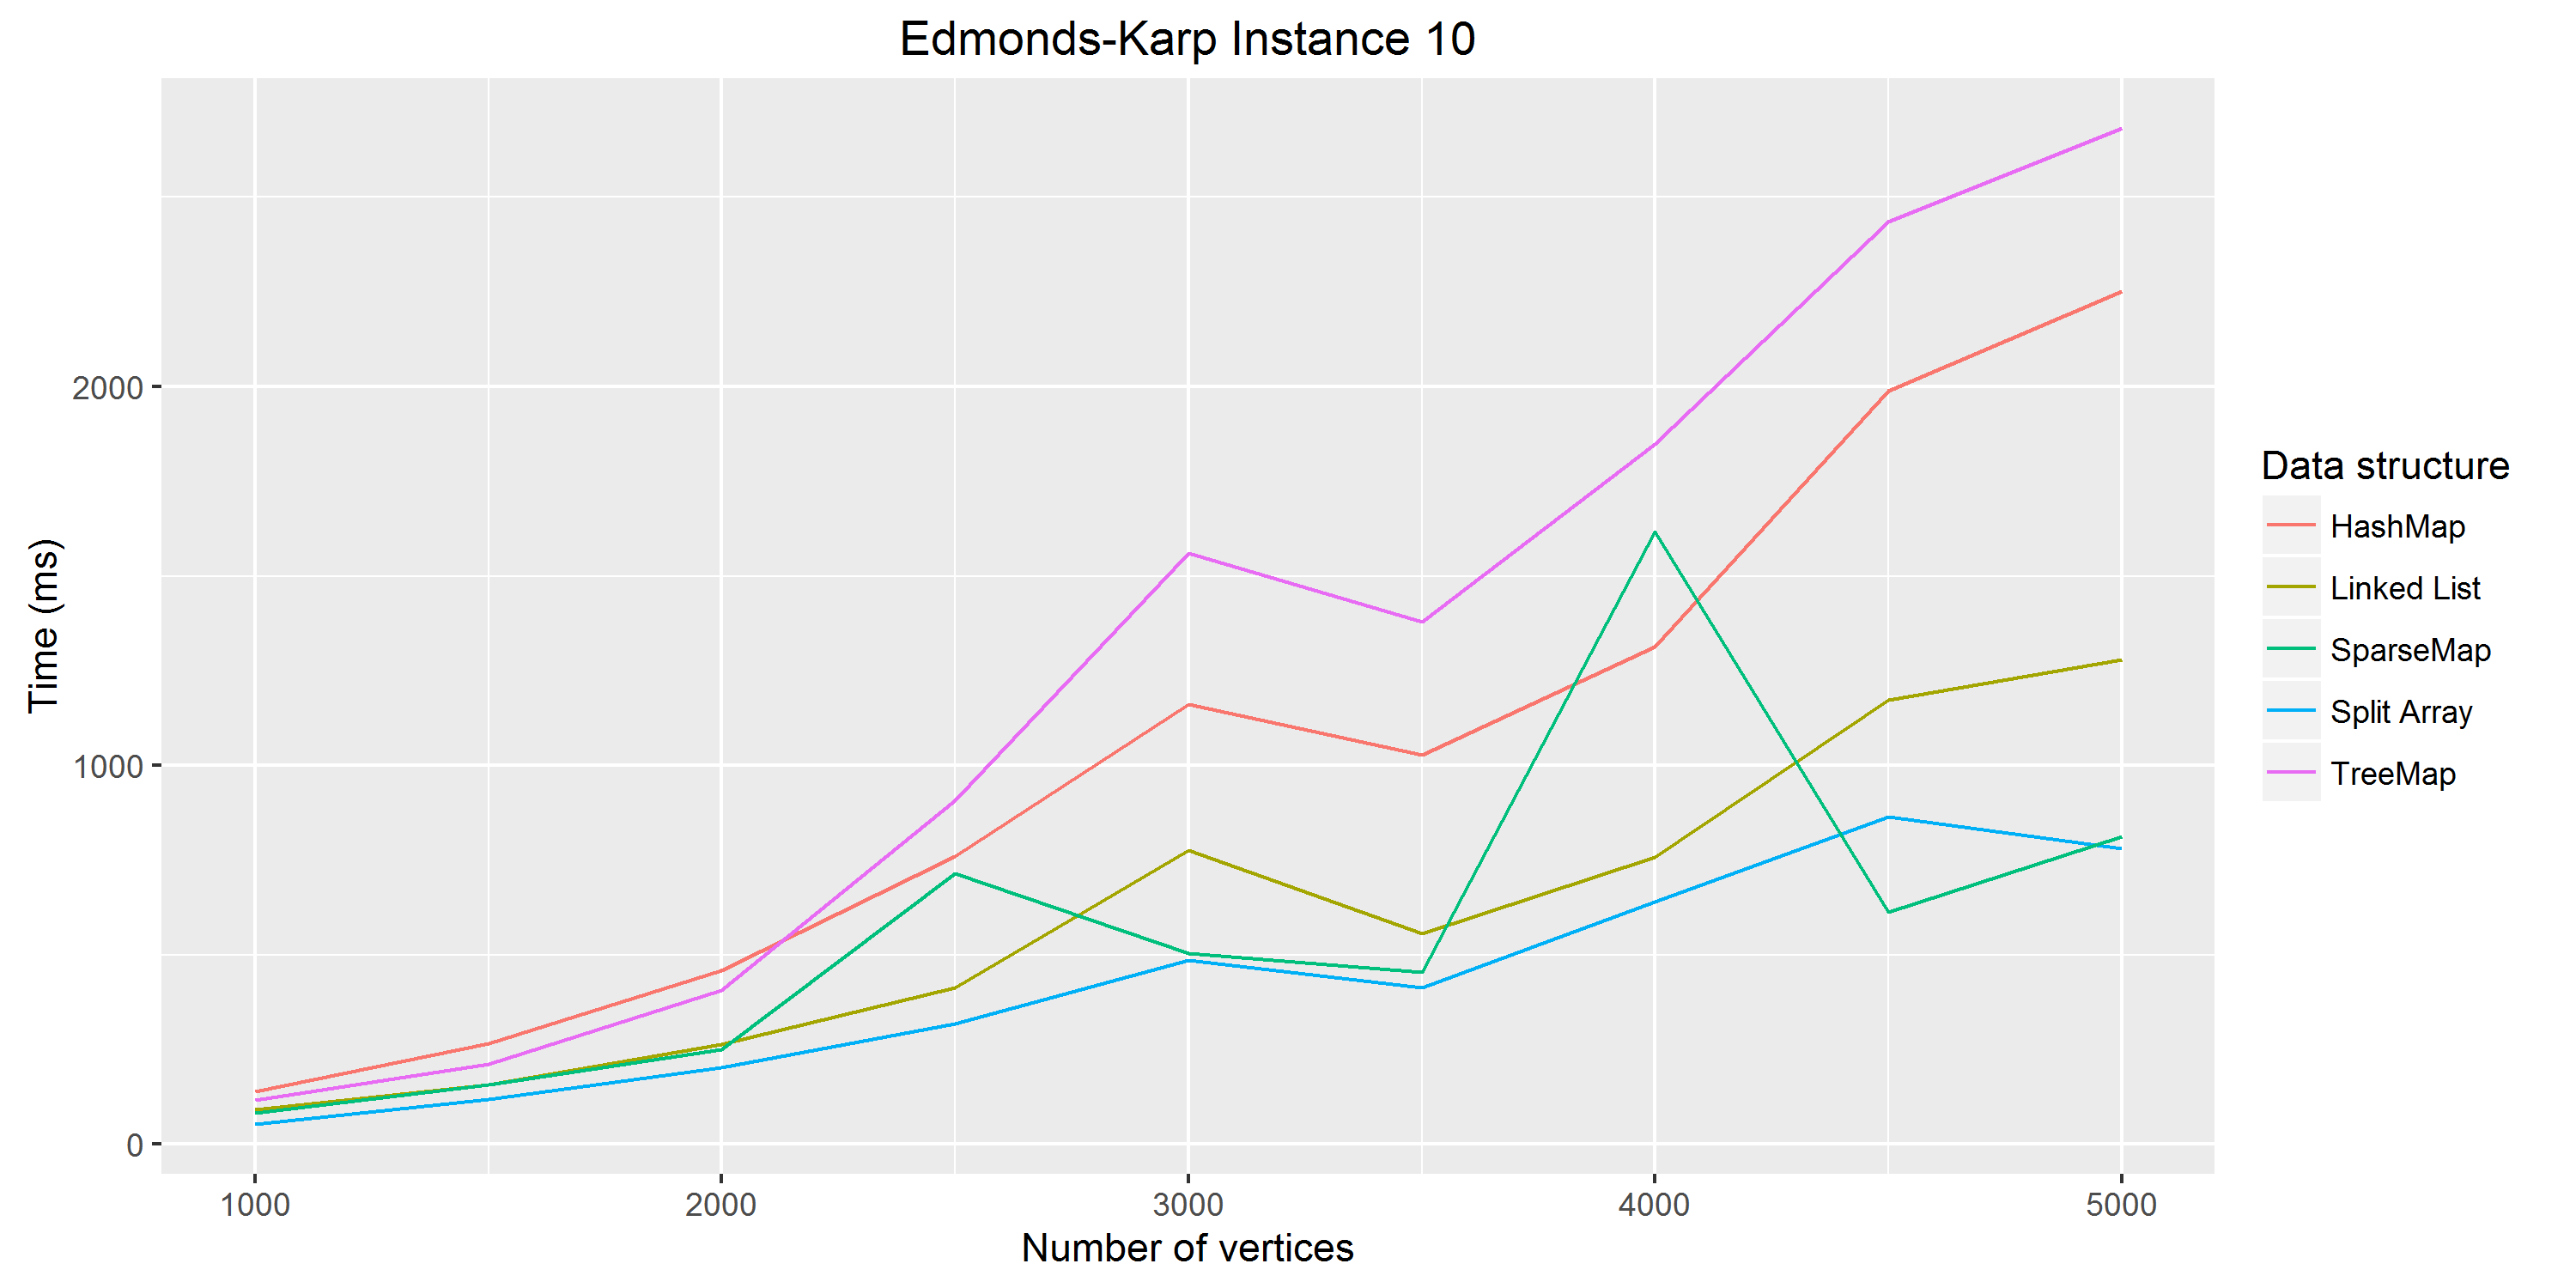 Edmonds-Karp Instance 10
Time (ms)
2000
1000
0
1000 2000 3000 4000 5000
Number of vertices
Data structure
HashMap
Linked List
SparseMap
Split Array
TreeMap